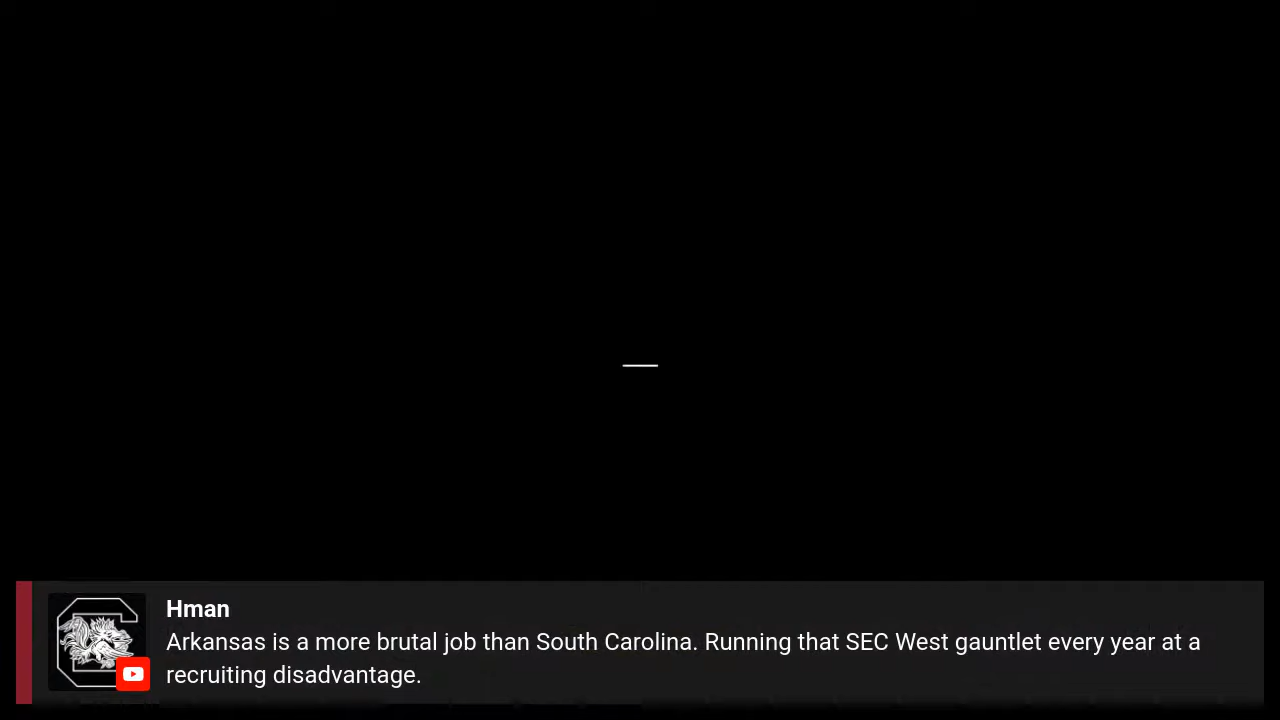 Hman
Arkansas is a more brutal job than South Carolina. Running that SEC West gauntlet every year at a
recruiting disadvantage.